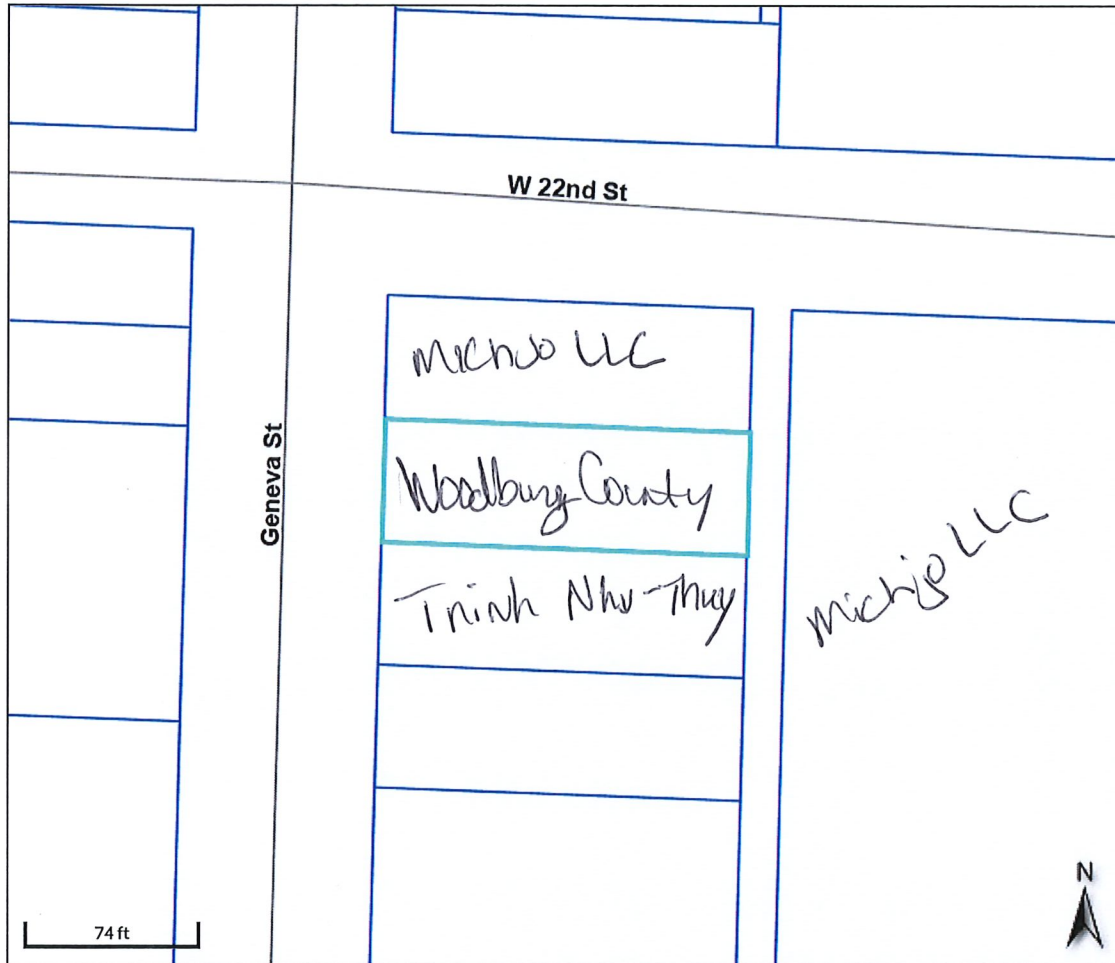 W 22nd St
Geneva St
Michjo LLC
Woodbury County
Trinh Nhu-Thuy
Michjo LLC
74 ft
N